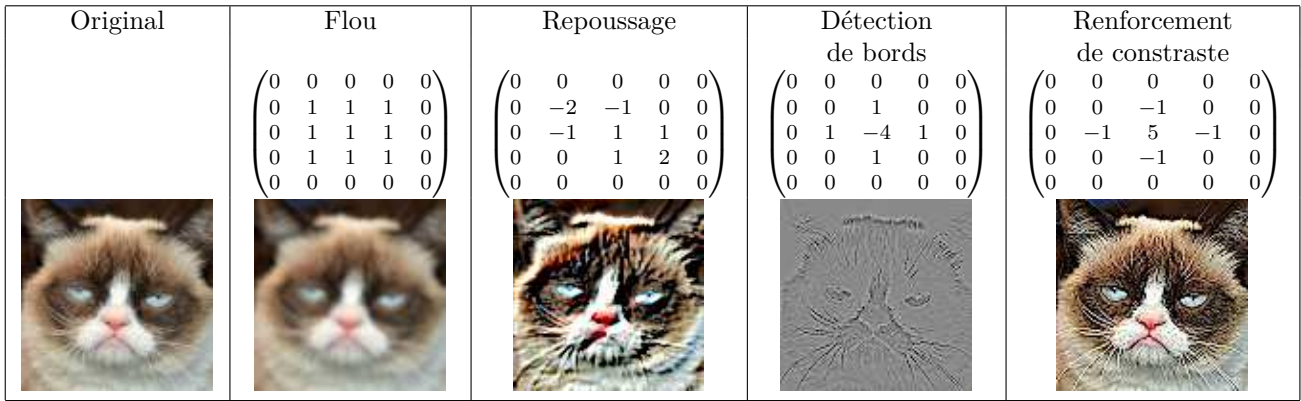 Original Flou Repoussage Détection Renforcement
de bords de constraste
0 0 0 0 0 0 0 0 0 0 0 0 0 0 0 0 0 0 0 0
0 1 1 1 0 0 −2 −1 0 0 0 0 1 0 0 0 0 −1 0 0
0 1 1 1 0 0 −1 1 1 0 0 1 −4 1 0 0 −1 5 −1 0
0 1 1 1 0 0 0 1 2 0 0 0 1 0 0 0 0 −1 0 0
0 0 0 0 0 0 0 0 0 0 0 0 0 0 0 0 0 0 0 0